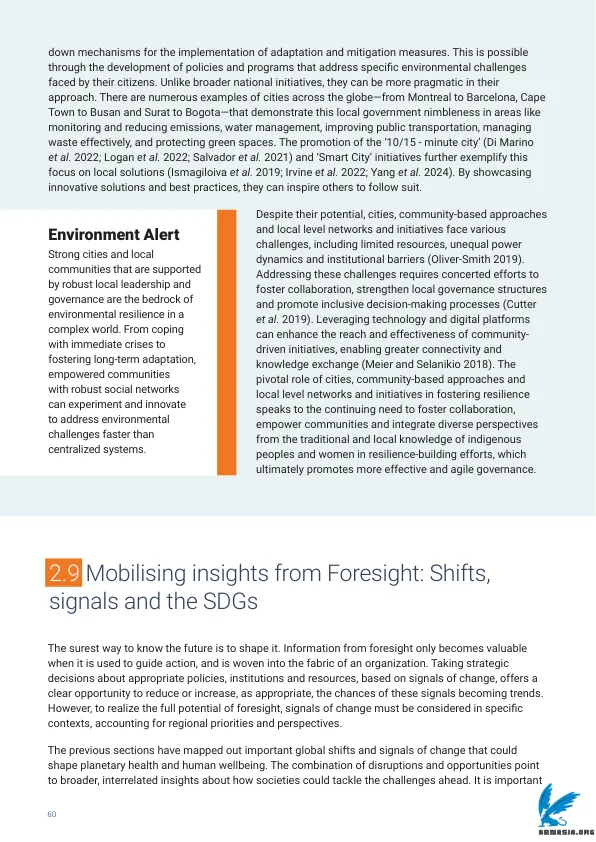 down mechanisms for the implementation of adaptation and mitigation measures. This is possible
through the development of policies and programs that address specific environmental challenges
faced by their citizens. Unlike broader national initiatives, they can be more pragmatic in their
approach. There are numerous examples of cities across the globe—from Montreal to Barcelona, Cape
Town to Busan and Surat to Bogota—that demonstrate this local government nimbleness in areas like
monitoring and reducing emissions, water management, improving public transportation, managing
waste effectively, and protecting green spaces. The promotion of the ‘10/15 - minute city’ (Di Marino
et al. 2022; Logan et al. 2022; Salvador et al. 2021) and ‘Smart City’ initiatives further exemplify this
focus on local solutions (Ismagiloiva et al. 2019; Irvine et al. 2022; Yang et al. 2024). By showcasing
innovative solutions and best practices, they can inspire others to follow suit.
Environment Alert
Strong cities and local
communities that are supported
by robust local leadership and
governance are the bedrock of
environmental resilience in a
complex world. From coping
with immediate crises to
fostering long-term adaptation,
empowered communities
with robust social networks
can experiment and innovate
to address environmental
challenges faster than
centralized systems.
Despite their potential, cities, community-based approaches
and local level networks and initiatives face various
challenges, including limited resources, unequal power
dynamics and institutional barriers (Oliver-Smith 2019).
Addressing these challenges requires concerted efforts to
foster collaboration, strengthen local governance structures
and promote inclusive decision-making processes (Cutter
et al. 2019). Leveraging technology and digital platforms
can enhance the reach and effectiveness of community-
driven initiatives, enabling greater connectivity and
knowledge exchange (Meier and Selanikio 2018). The
pivotal role of cities, community-based approaches and
local level networks and initiatives in fostering resilience
speaks to the continuing need to foster collaboration,
empower communities and integrate diverse perspectives
from the traditional and local knowledge of indigenous
peoples and women in resilience-building efforts, which
ultimately promotes more effective and agile governance.
2.9 Mobilising insights from Foresight: Shifts,
signals and the SDGs
The surest way to know the future is to shape it. Information from foresight only becomes valuable
when it is used to guide action, and is woven into the fabric of an organization. Taking strategic
decisions about appropriate policies, institutions and resources, based on signals of change, offers a
clear opportunity to reduce or increase, as appropriate, the chances of these signals becoming trends.
However, to realize the full potential of foresight, signals of change must be considered in specific
contexts, accounting for regional priorities and perspectives.
The previous sections have mapped out important global shifts and signals of change that could
shape planetary health and human wellbeing. The combination of disruptions and opportunities point
to broader, interrelated insights about how societies could tackle the challenges ahead. It is important
60
ABNASIA.ORG